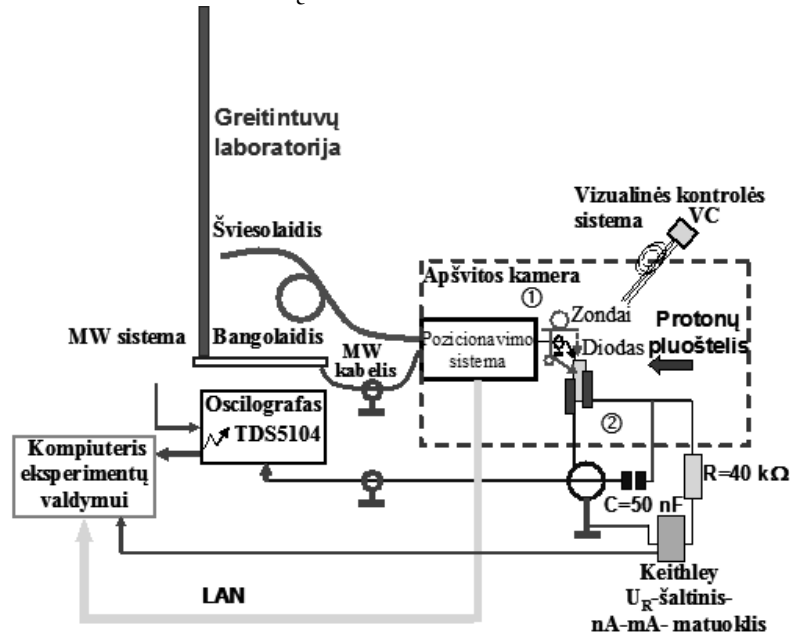 Greitintuvų
laboratorija
Šviesolaidis
MW sistema
Bangolaidis
MW
kabelis
Vizualinės kontrolės
sistema
VC
Apšvitos kamera
①
Zondai
Pozicionavimo
sistema
Diodas
Protonų
pluoštelis
②
Oscilografas
TDS5104
Kompiuteris
eksperimentų
valdymui
R=40 kΩ
C=50 nF
LAN
Keithley
U_R-šaltinis-
nA-mA- matuoklis